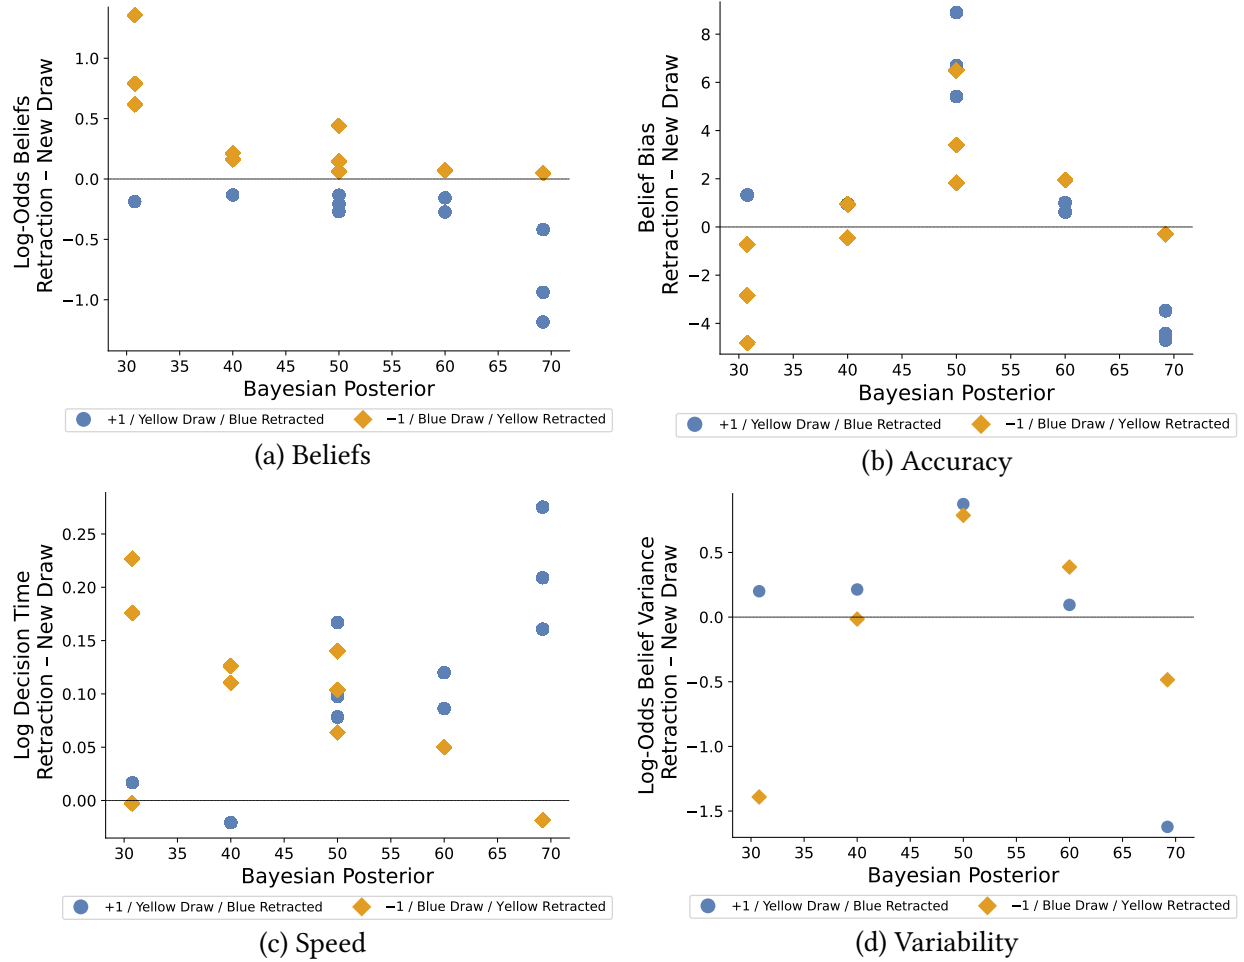 Log-Odds Beliefs
Retraction – New Draw
1.0
0.5
0.0
−0.5
−1.0
30 35 40 45 50 55 60 65 70
Bayesian Posterior
+1 / Yellow Draw / Blue Retracted −1 / Blue Draw / Yellow Retracted
(a) Beliefs
Belief Bias
Retraction – New Draw
8
6
4
2
0
−2
−4
30 35 40 45 50 55 60 65 70
Bayesian Posterior
+1 / Yellow Draw / Blue Retracted −1 / Blue Draw / Yellow Retracted
(b) Accuracy
Log Decision Time
Retraction – New Draw
0.25
0.20
0.15
0.10
0.05
0.00
30 35 40 45 50 55 60 65 70
Bayesian Posterior
+1 / Yellow Draw / Blue Retracted −1 / Blue Draw / Yellow Retracted
(c) Speed
Log-Odds Belief Variance
Retraction – New Draw
0.5
0.0
−0.5
−1.0
−1.5
30 35 40 45 50 55 60 65 70
Bayesian Posterior
+1 / Yellow Draw / Blue Retracted −1 / Blue Draw / Yellow Retracted
(d) Variability